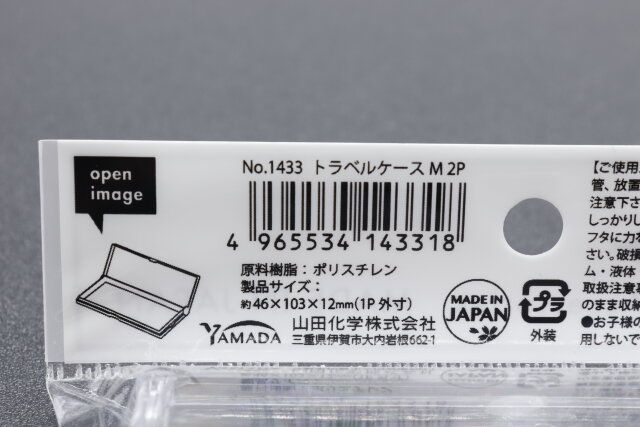 open
image
No.1433 トラベルケース M 2P
4 965534 143318
原料樹脂：ポリスチレン
製品サイズ：
約46×103×12mm(1P 外寸)
YAMADA
山田化学株式会社
三重県伊賀市大内岩根662-1
MADE IN
JAPAN
プラ
外装
【ご使用
管、放置
注意下さ
しっかりし
フタに力を
さい。破損
ム・液体
取扱注意
のまま収納
●お子様の
用しないで